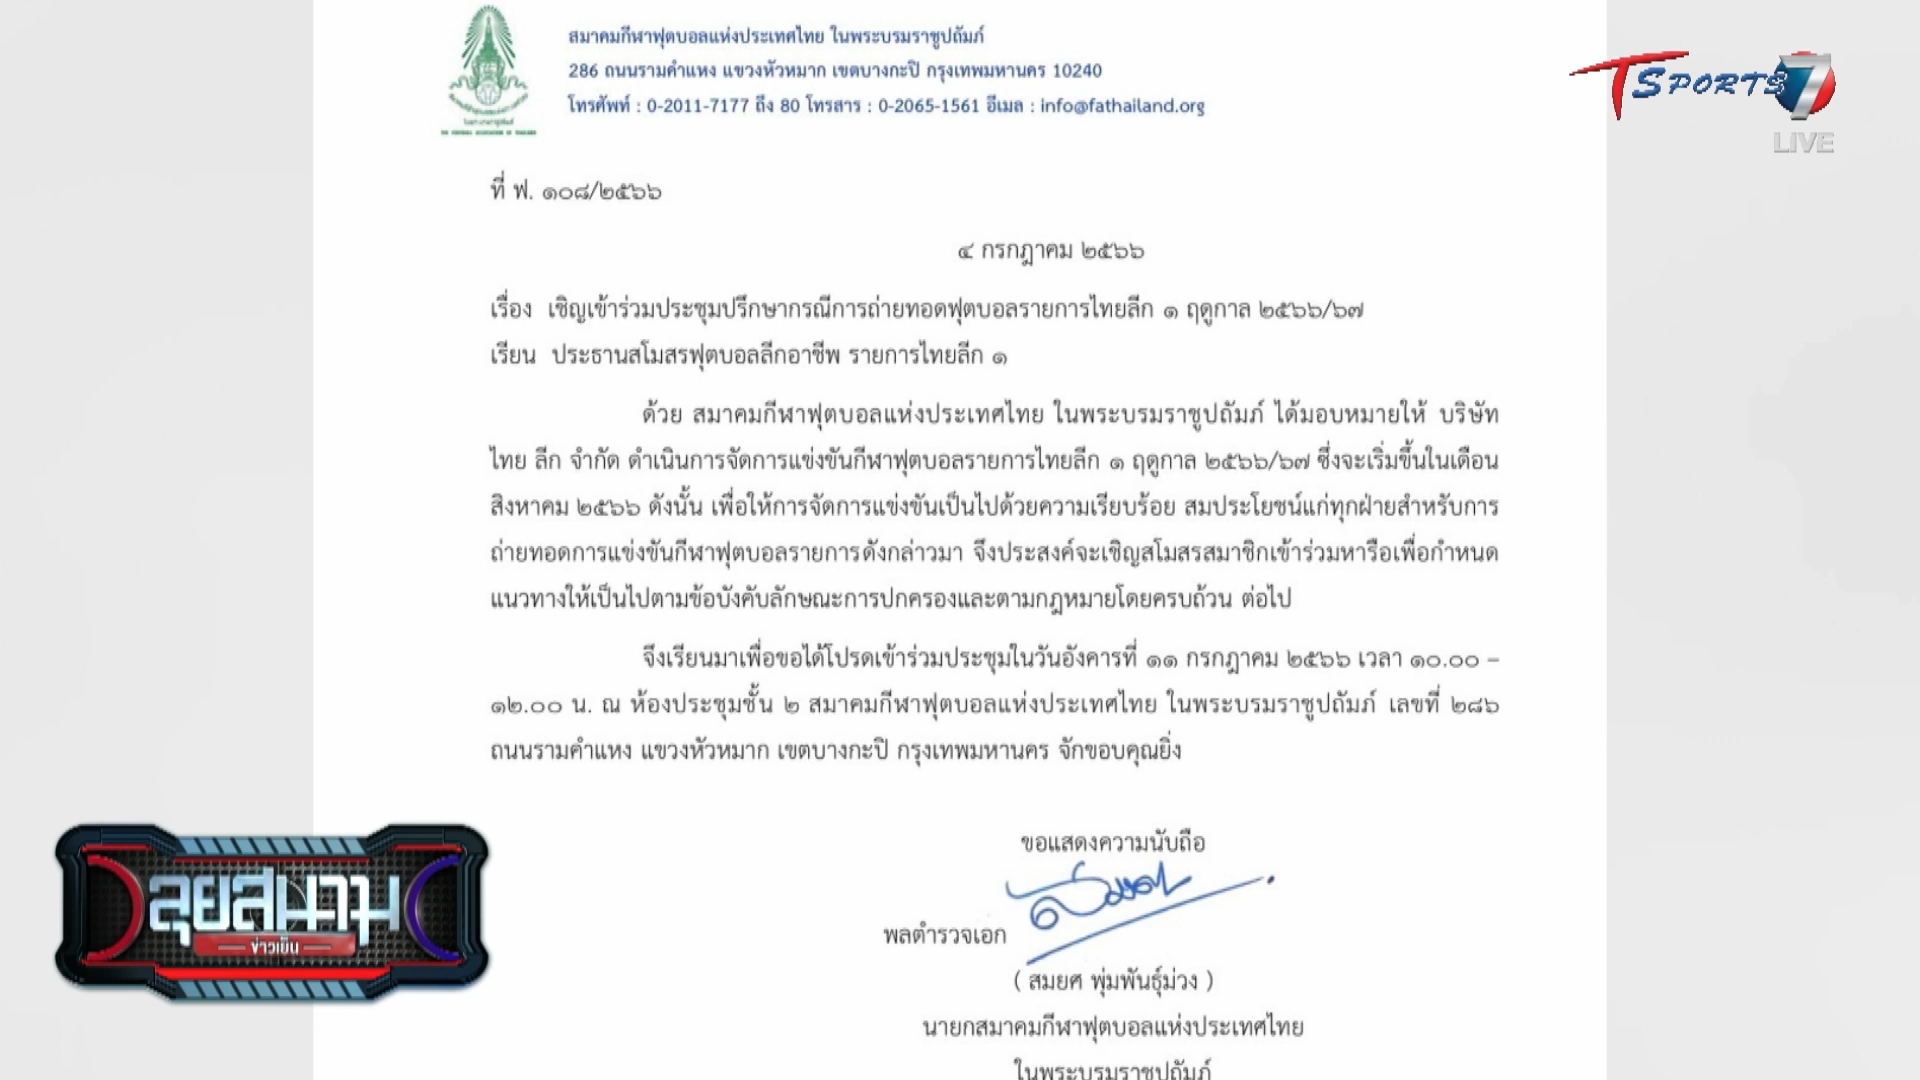 สมาคมกีฬาฟุตบอลแห่งประเทศไทย ในพระบรมราชูปถัมภ์
286 ถนนรามคำแหง แขวงหัวหมาก เขตบางกะปิ กรุงเทพมหานคร 10240
โทรศัพท์ : 0-2011-7177 ถึง 80 โทรสาร : 0-2065-1561 อีเมล : info@fathailand.org
THE FOOTBALL ASSOCIATION OF THAILAND
T SPORTS 7
LIVE
ที่ ฟ. ๑๐๘/๒๕๖๖
๔ กรกฎาคม ๒๕๖๖
เรื่อง เชิญเข้าร่วมประชุมปรึกษากรณีการถ่ายทอดฟุตบอลรายการไทยลีก ๑ ฤดูกาล ๒๕๖๖/๖๗
เรียน ประธานสโมสรฟุตบอลลีกอาชีพ รายการไทยลีก ๑
ด้วย สมาคมกีฬาฟุตบอลแห่งประเทศไทย ในพระบรมราชูปถัมภ์ ได้มอบหมายให้ บริษัท
ไทย ลีก จำกัด ดำเนินการจัดการแข่งขันกีฬาฟุตบอลรายการไทยลีก ๑ ฤดูกาล ๒๕๖๖/๖๗ ซึ่งจะเริ่มขึ้นในเดือน
สิงหาคม ๒๕๖๖ ดังนั้น เพื่อให้การจัดการแข่งขันเป็นไปด้วยความเรียบร้อย สมประโยชน์แก่ทุกฝ่ายสำหรับการ
ถ่ายทอดการแข่งขันกีฬาฟุตบอลรายการดังกล่าวมา จึงประสงค์จะเชิญสโมสรสมาชิกเข้าร่วมหารือเพื่อกำหนด
แนวทางให้เป็นไปตามข้อบังคับลักษณะการปกครองและตามกฎหมายโดยครบถ้วน ต่อไป
จึงเรียนมาเพื่อขอได้โปรดเข้าร่วมประชุมในวันอังคารที่ ๑๑ กรกฎาคม ๒๕๖๖ เวลา ๑๐.๐๐ –
๑๒.๐๐ น. ณ ห้องประชุมชั้น ๒ สมาคมกีฬาฟุตบอลแห่งประเทศไทย ในพระบรมราชูปถัมภ์ เลขที่ ๒๘๖
ถนนรามคำแหง แขวงหัวหมาก เขตบางกะปิ กรุงเทพมหานคร จักขอบคุณยิ่ง
ขอแสดงความนับถือ
พลตำรวจเอก
( สมยศ พุ่มพันธุ์ม่วง )
นายกสมาคมกีฬาฟุตบอลแห่งประเทศไทย
ในพระบรมราชูปถัมภ์
ลุยสนาม
ข่าวเย็น